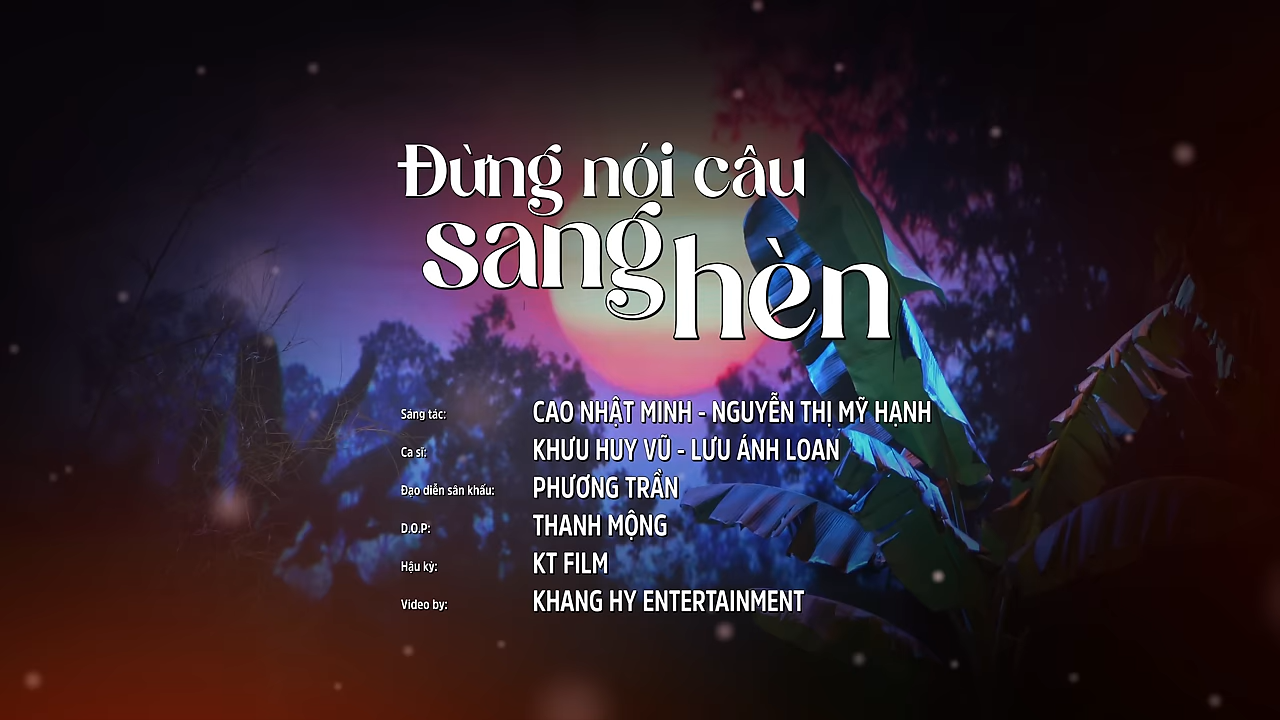 Đừng nói câu
sang hèn
Sáng tác: CAO NHẬT MINH - NGUYỄN THỊ MỸ HẠNH
Ca sĩ: KHƯU HUY VŨ - LƯU ÁNH LOAN
Đạo diễn sân khấu: PHƯƠNG TRẦN
D.O.P: THANH MỘNG
Hậu kỳ: KT FILM
Video by: KHANG HY ENTERTAINMENT